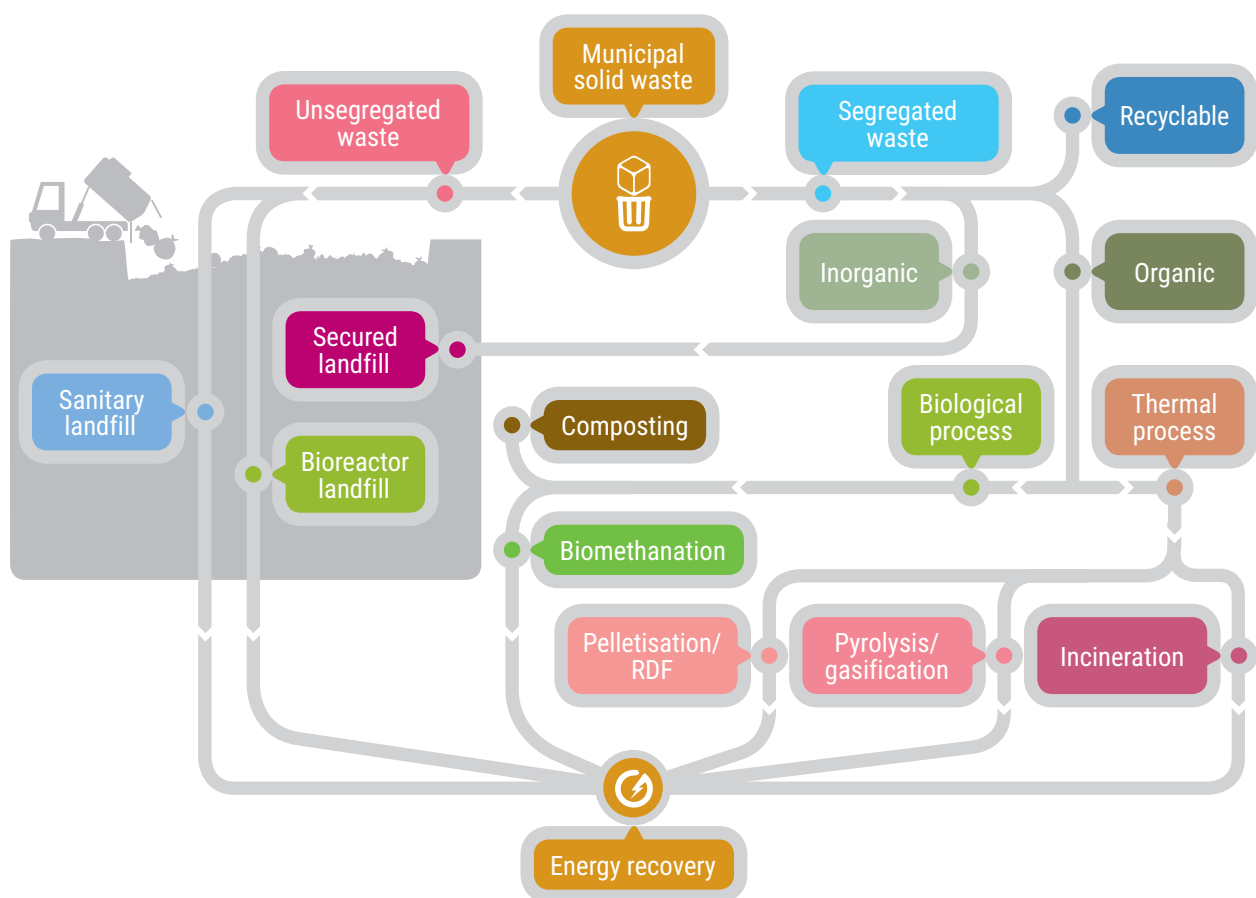 Municipal
solid waste
Unsegregated
waste
Segregated
waste
Recyclable
Inorganic
Organic
Secured
landfill
Sanitary
landfill
Composting
Biological
process
Thermal
process
Bioreactor
landfill
Biomethanation
Pelletisation/
RDF
Pyrolysis/
gasification
Incineration
Energy recovery